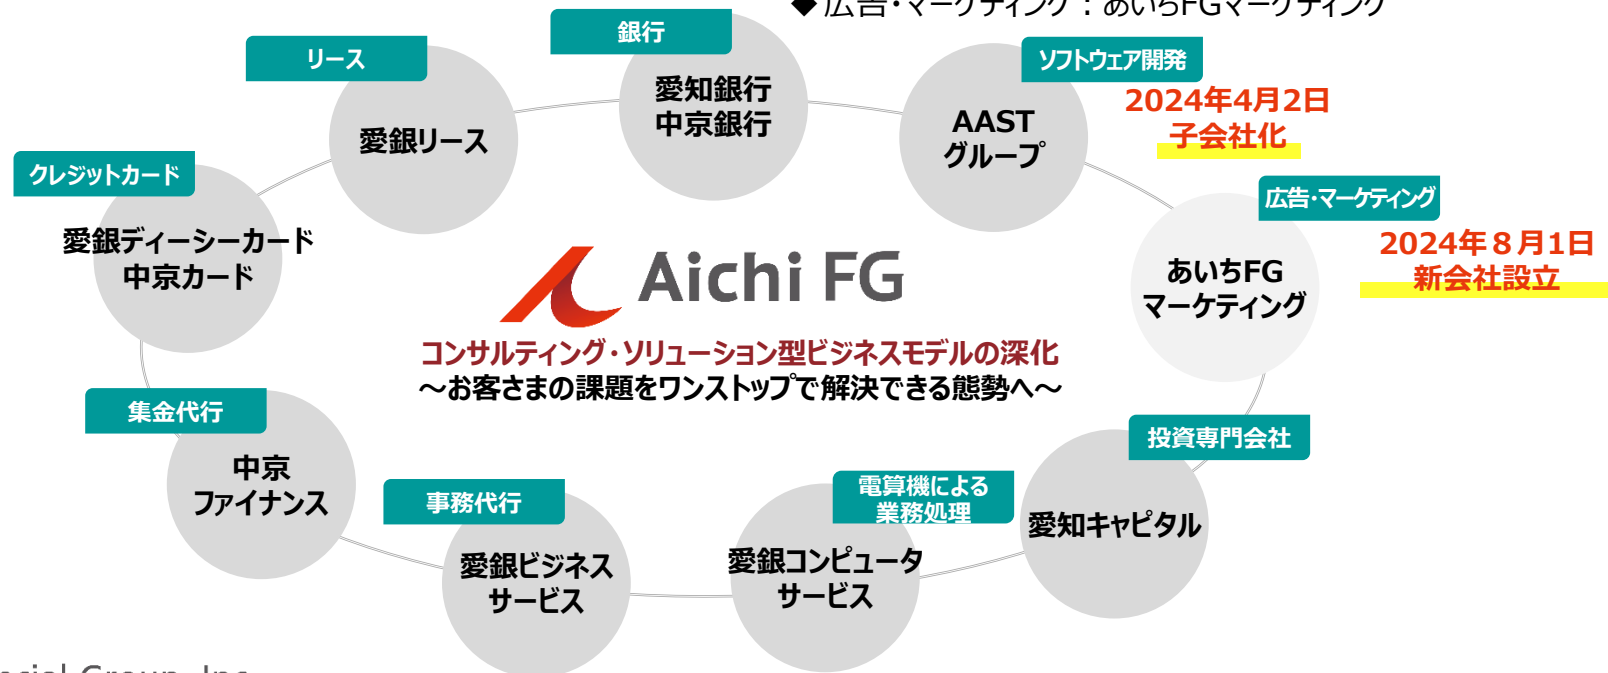 ◆ 広告・マーケティング：あいちFGマーケティング
銀行
愛知銀行
中京銀行
リース
愛銀リース
ソフトウェア開発
AAST
グループ
2024年4月2日
子会社化
クレジットカード
愛銀ディーシーカード
中京カード
広告・マーケティング
あいちFG
マーケティング
2024年８月1日
新会社設立
Aichi FG
コンサルティング・ソリューション型ビジネスモデルの深化
～お客さまの課題をワンストップで解決できる態勢へ～
集金代行
中京
ファイナンス
事務代行
愛銀ビジネス
サービス
電算機による
業務処理
愛銀コンピュータ
サービス
投資専門会社
愛知キャピタル
Group, Inc